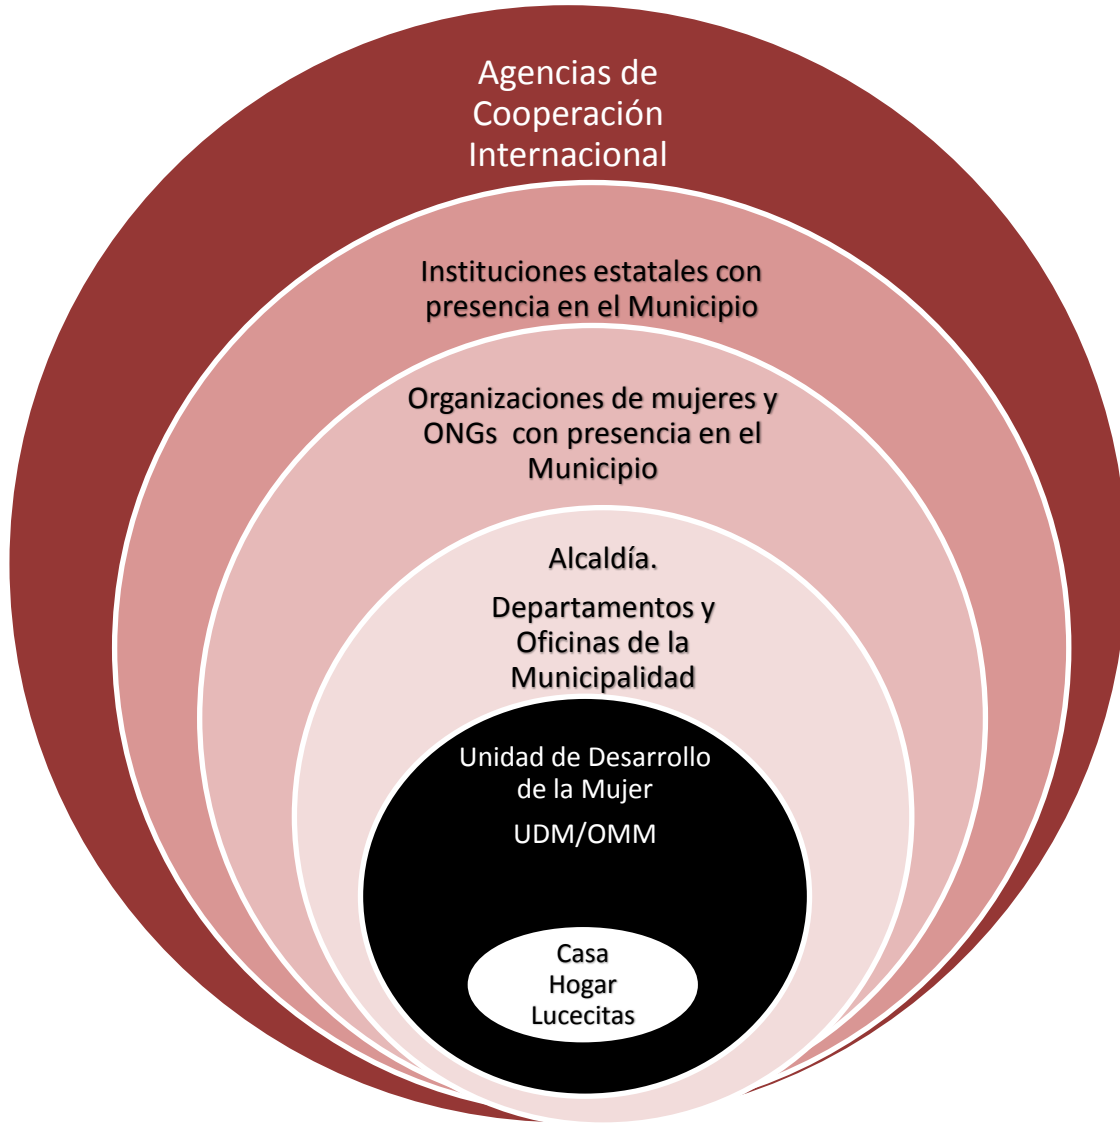 Agencias de
Cooperación
Internacional
Instituciones estatales con
presencia en el Municipio
Organizaciones de mujeres y
ONGs  con presencia en el
Municipio
Alcaldía.
Departamentos y
Oficinas de la
Municipalidad
Unidad de Desarrollo
de la Mujer
UDM/OMM
Casa
Hogar
Lucecitas